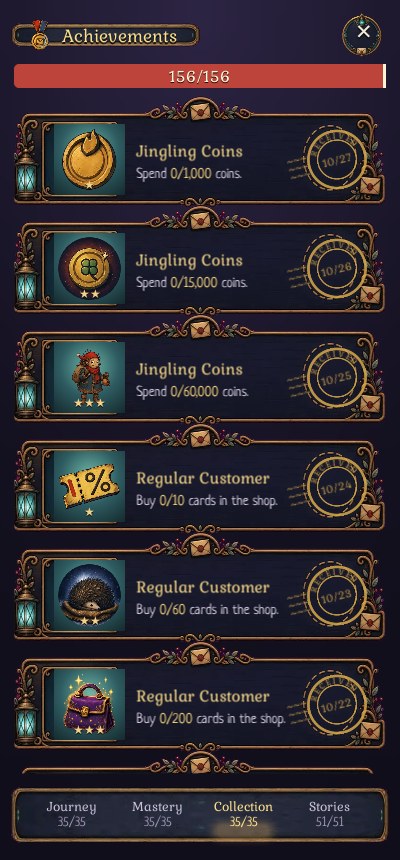 Achievements
156/156
Jingling Coins
Spend 0/1,000 coins.
10/27
Jingling Coins
Spend 0/15,000 coins.
10/26
Jingling Coins
Spend 0/60,000 coins.
10/25
Regular Customer
Buy 0/10 cards in the shop.
10/24
Regular Customer
Buy 0/60 cards in the shop.
10/23
Regular Customer
Buy 0/200 cards in the shop.
10/22
Journey Mastery Collection Stories
35/35 35/35 35/35 51/51